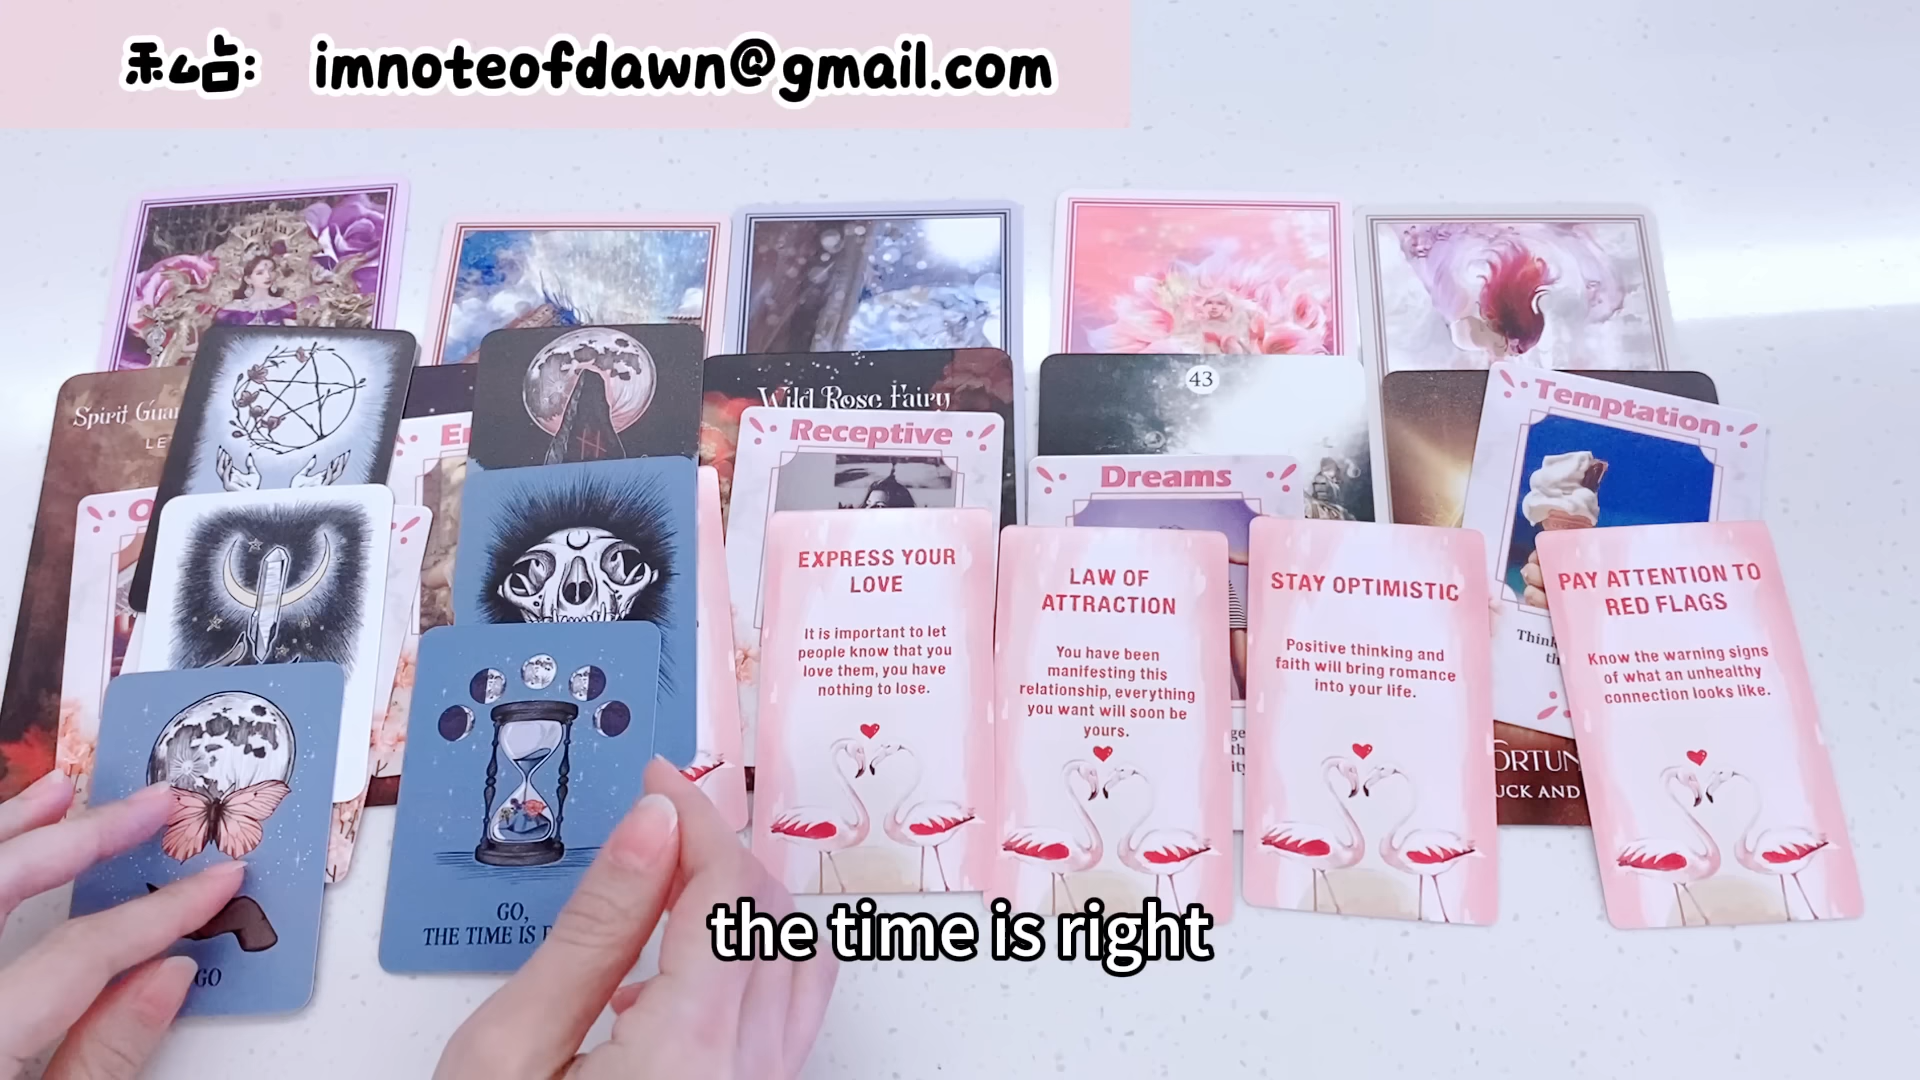 私占: imnoteofdawn@gmail.com
43
Temptation
Wild Rose Fairy
Spirit
Receptive
Dreams
EXPRESS YOUR
LOVE
It is important to let
people know that you
love them, you have
nothing to lose.
LAW OF
ATTRACTION
You have been
manifesting this
relationship, everything
you want will soon be
yours.
STAY OPTIMISTIC
Positive thinking and
faith will bring romance
into your life.
PAY ATTENTION TO
RED FLAGS
Know the warning signs
of what an unhealthy
connection looks like.
GO,
THE TIME IS
GO
the time is right